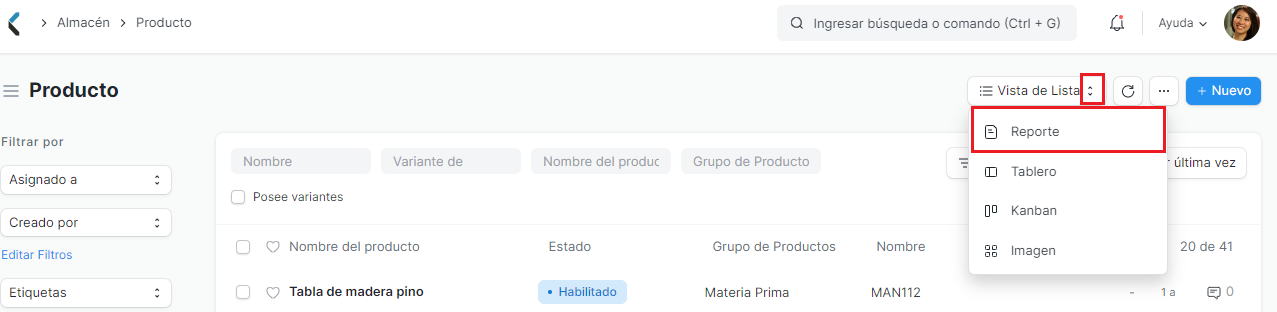 Almacén Producto
Ingresar búsqueda o comando (Ctrl + G)
Ayuda
Producto
Vista de Lista
+ Nuevo
Reporte
Tablero
Kanban
Imagen
Filtrar por
Asignado a
Creado por
Editar Filtros
Etiquetas
Nombre
Variante de
Nombre del produc
Grupo de Producto
última vez
Posee variantes
Nombre del producto Estado Grupo de Productos Nombre 20 de 41
Tabla de madera pino Habilitado Materia Prima MAN112 - 1 a 0